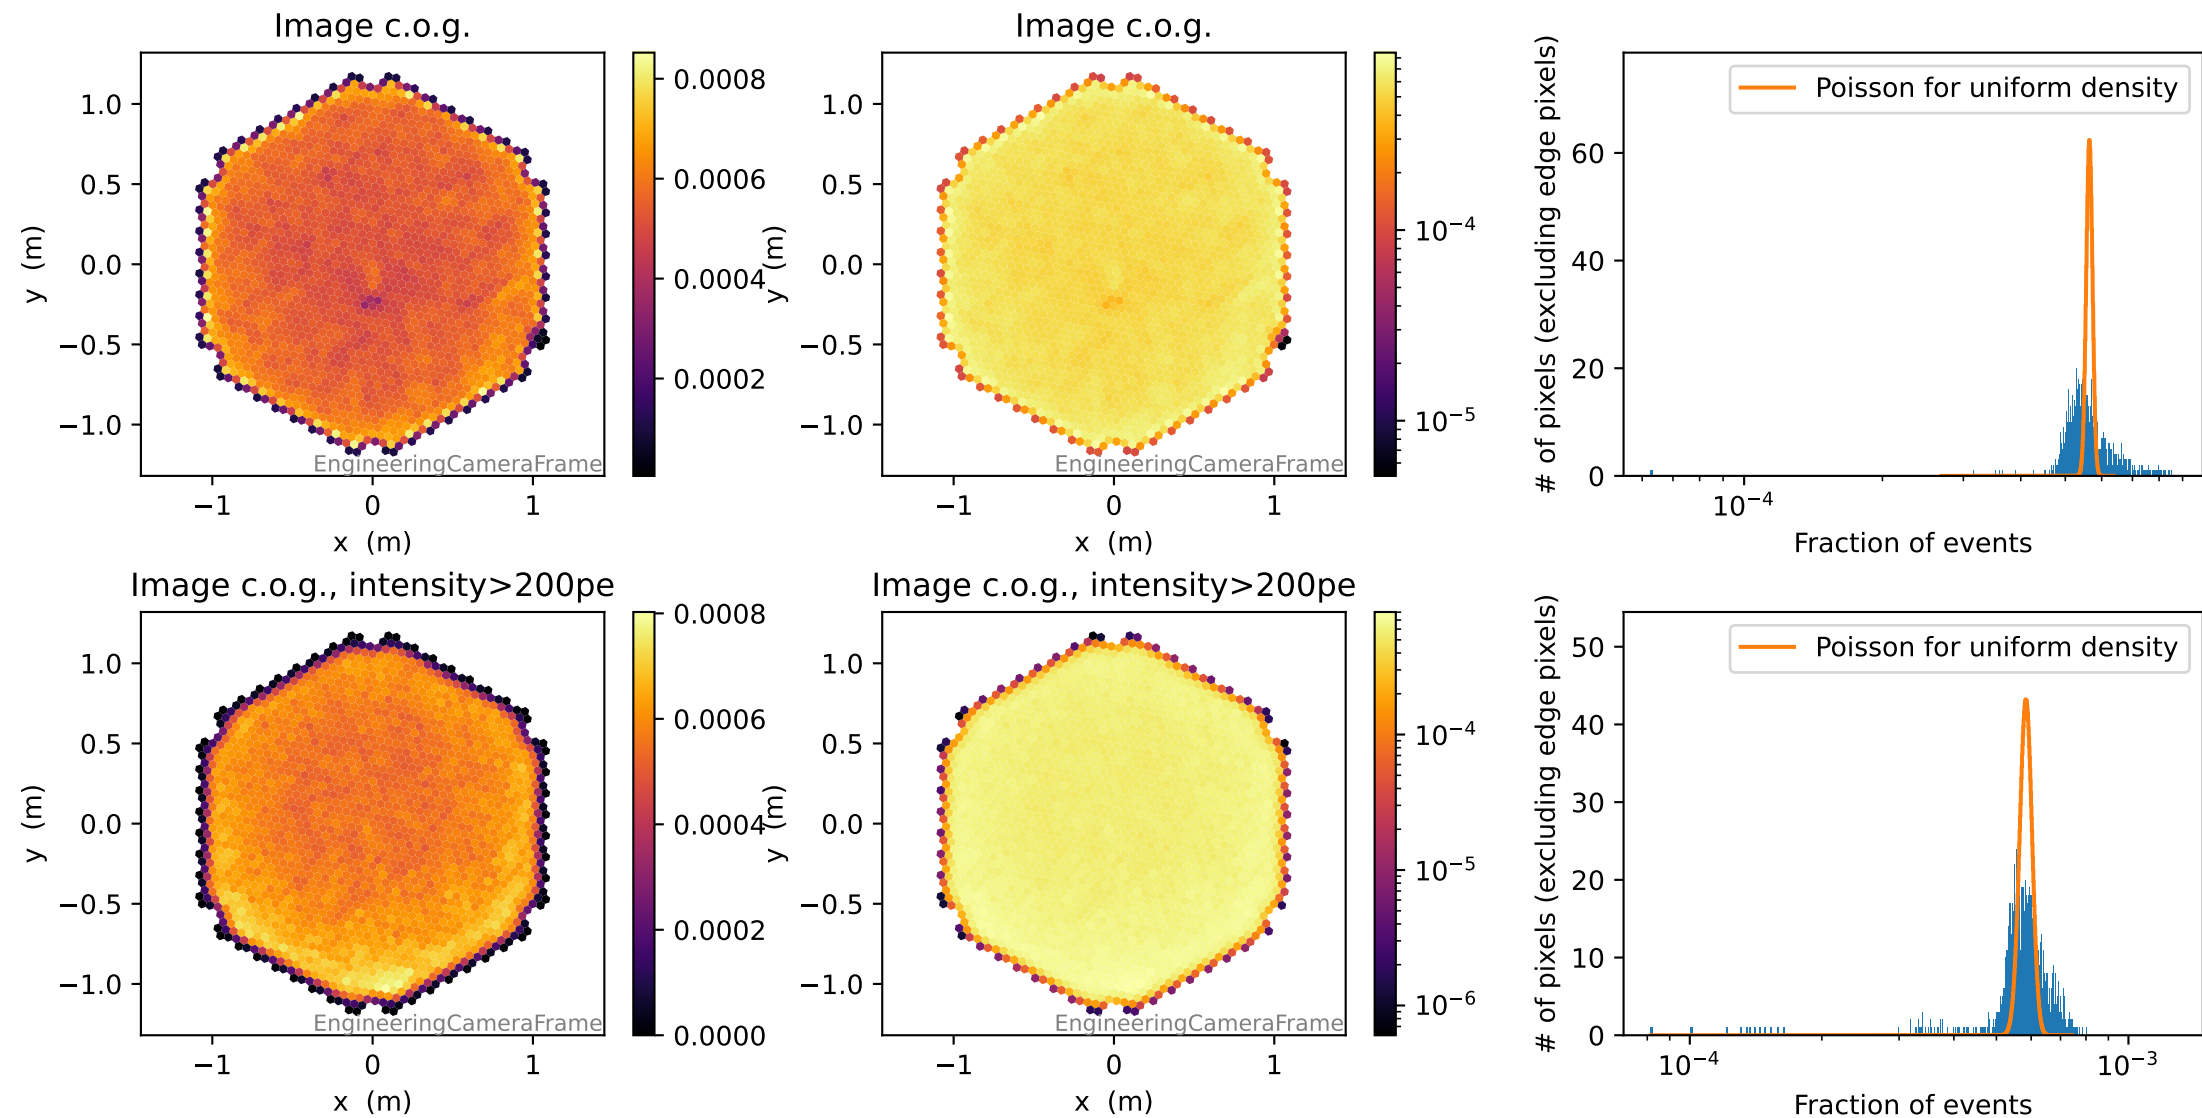 Image c.o.g.
1.0
0.5
0.0
−0.5
−1.0
y (m)
−1
0
1
x (m)
EngineeringCameraFrame
0.0008
0.0006
0.0004
0.0002
Image c.o.g.
1.0
0.5
0.0
−0.5
−1.0
y (m)
−1
0
1
x (m)
EngineeringCameraFrame
10⁻⁴
10⁻⁵
# of pixels (excluding edge pixels)
60
40
20
0
Poisson for uniform density
10⁻⁴
Fraction of events
Image c.o.g., intensity>200pe
1.0
0.5
0.0
−0.5
−1.0
y (m)
−1
0
1
x (m)
EngineeringCameraFrame
0.0008
0.0006
0.0004
0.0002
0.0000
Image c.o.g., intensity>200pe
1.0
0.5
0.0
−0.5
−1.0
y (m)
−1
0
1
x (m)
EngineeringCameraFrame
10⁻⁴
10⁻⁵
10⁻⁶
# of pixels (excluding edge pixels)
50
40
30
20
10
0
Poisson for uniform density
10⁻⁴
10⁻³
Fraction of events